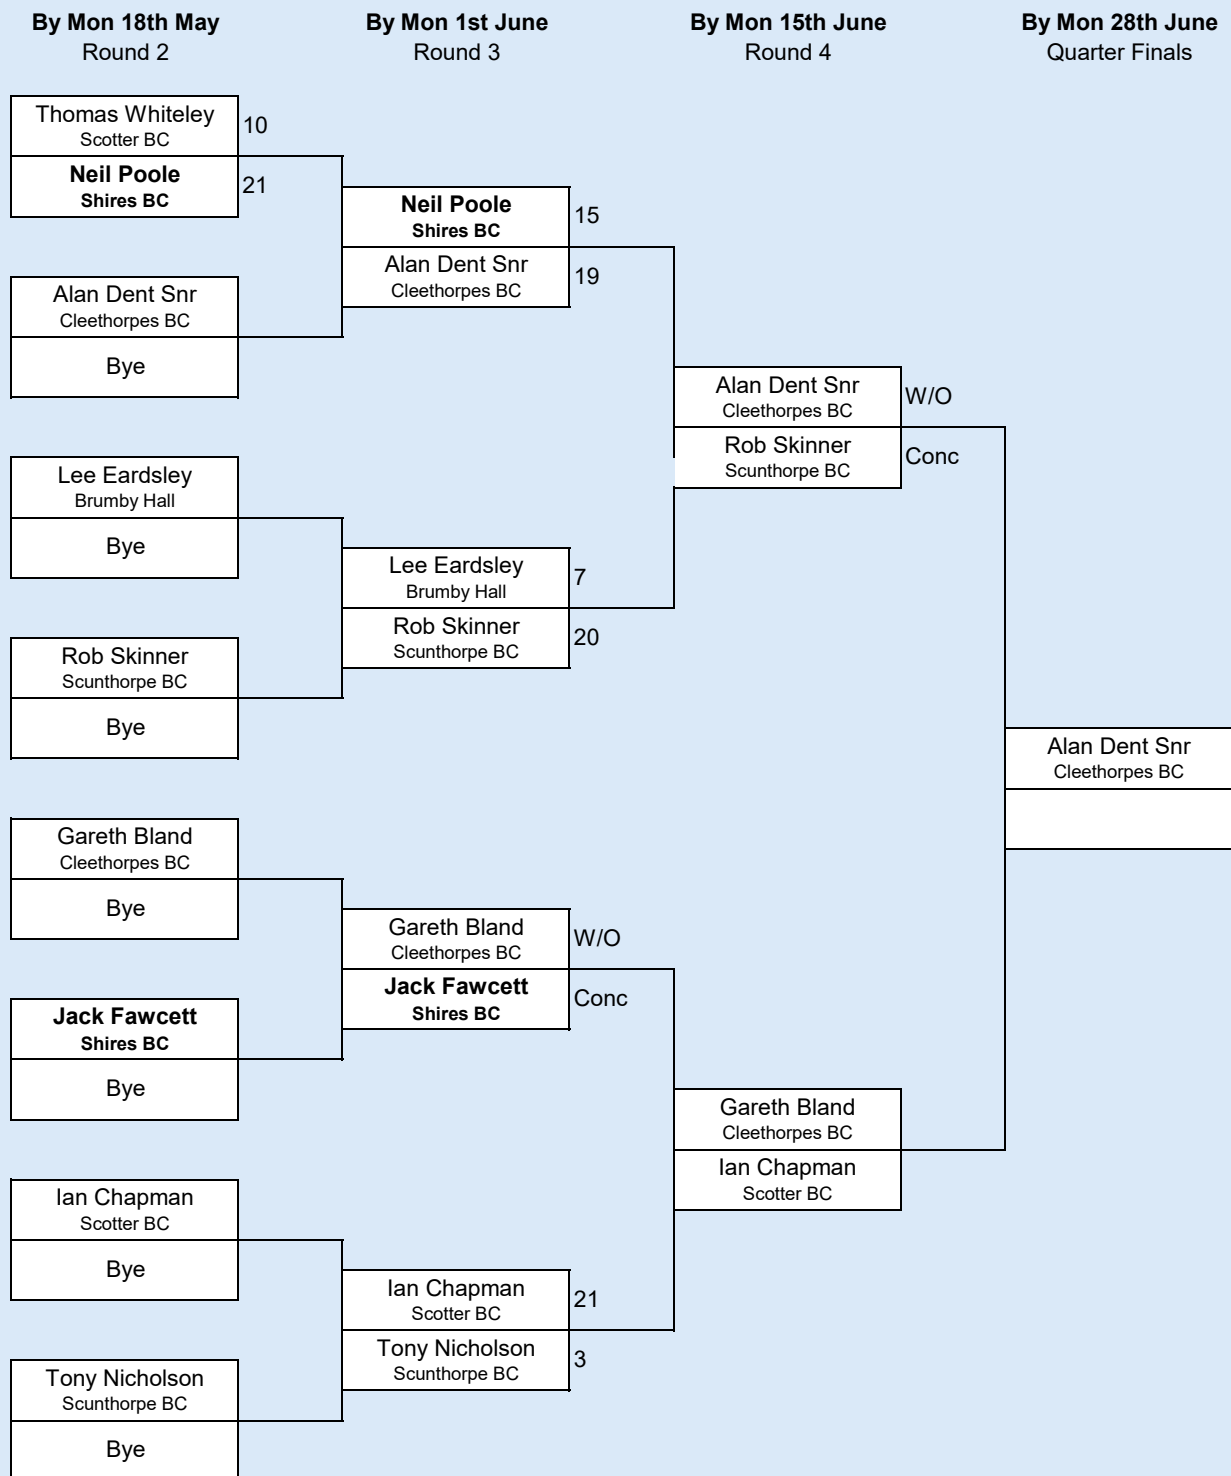 By Mon 18th May
Round 2
By Mon 1st June
Round 3
By Mon 15th June
Round 4
By Mon 28th June
Quarter Finals
Thomas Whiteley
Scotter BC
10
Neil Poole
Shires BC
21
Alan Dent Snr
Cleethorpes BC
Bye
Lee Eardsley
Brumby Hall
Bye
Rob Skinner
Scunthorpe BC
Bye
Gareth Bland
Cleethorpes BC
Bye
Jack Fawcett
Shires BC
Bye
Ian Chapman
Scotter BC
Bye
Tony Nicholson
Scunthorpe BC
Bye
Neil Poole
Shires BC
15
Alan Dent Snr
Cleethorpes BC
19
Lee Eardsley
Brumby Hall
7
Rob Skinner
Scunthorpe BC
20
Gareth Bland
Cleethorpes BC
W/O
Jack Fawcett
Shires BC
Conc
Ian Chapman
Scotter BC
21
Tony Nicholson
Scunthorpe BC
3
Alan Dent Snr
Cleethorpes BC
W/O
Rob Skinner
Scunthorpe BC
Conc
Gareth Bland
Cleethorpes BC
Ian Chapman
Scotter BC
Alan Dent Snr
Cleethorpes BC